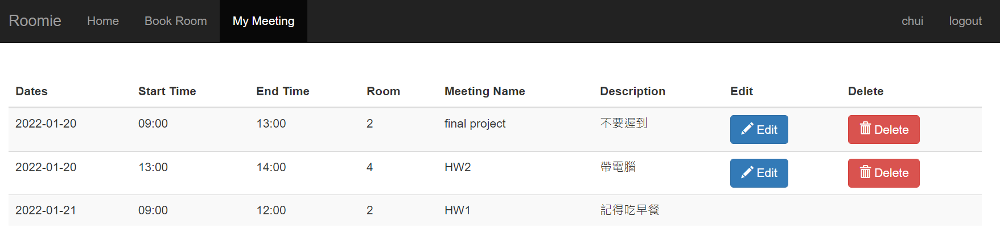 Roomie Home Book Room My Meeting chui logout
Dates Start Time End Time Room Meeting Name Description Edit Delete
2022-01-20 09:00 13:00 2 final project 不要遲到 Edit Delete
2022-01-20 13:00 14:00 4 HW2 帶電腦 Edit Delete
2022-01-21 09:00 12:00 2 HW1 記得吃早餐